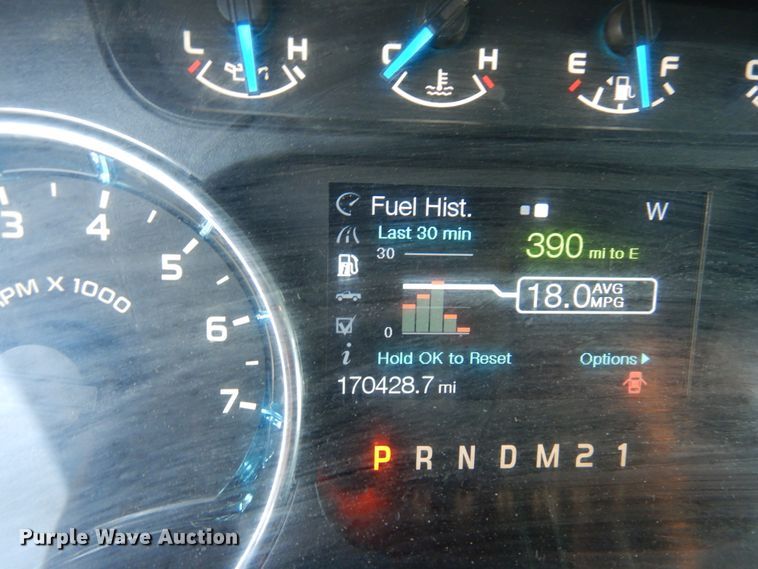 L H
C H
E F
Fuel Hist.
W
Last 30 min
390 mi to E
30
18.0 AVG MPG
0
Hold OK to Reset
Options
i
170428.7 mi
3
4
5
6
7
RPM X 1000
P R N D M 2 1
Purple Wave Auction